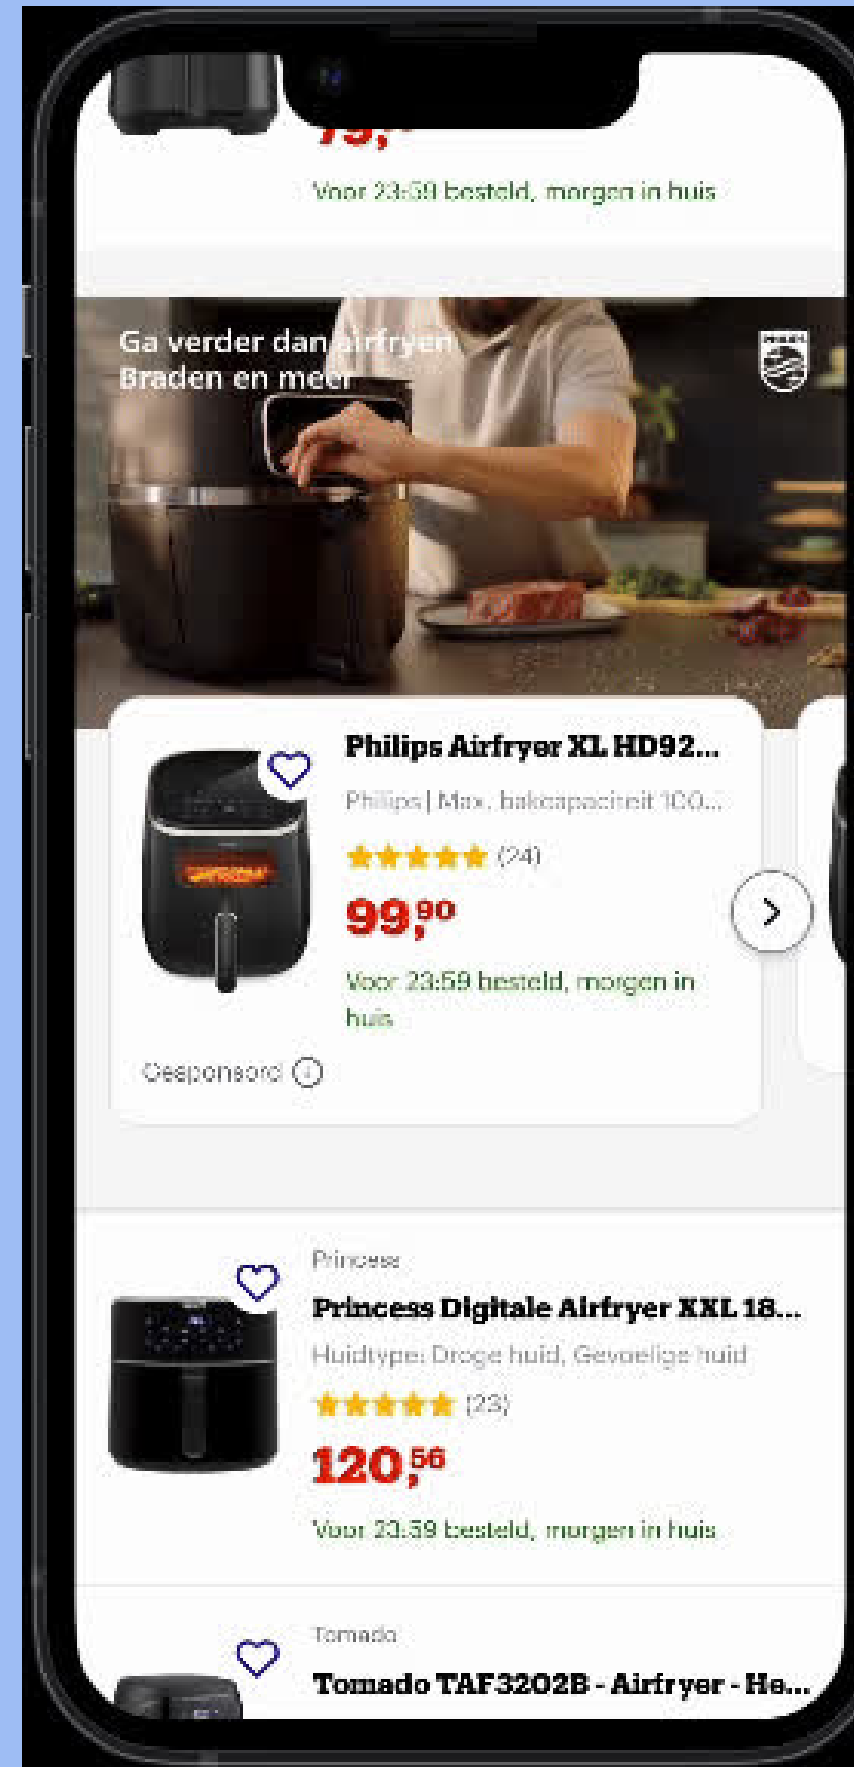 Voor 23:59 besteld, morgen in huis
Ga verder dan airfryen
Braden en meer
Philips Airfryer XL HD92...
Philips | Max. bakcapaciteit 100...
(24)
99,90
Voor 23:59 besteld, morgen in
huis
Gesponsord
Princess
Princess Digitale Airfryer XXL 18...
Huidtype: Droge huid, Gevoelige huid
(23)
120,56
Voor 23:59 besteld, morgen in huis
Tomado
Tomado TAF3202B - Airfryer - He...